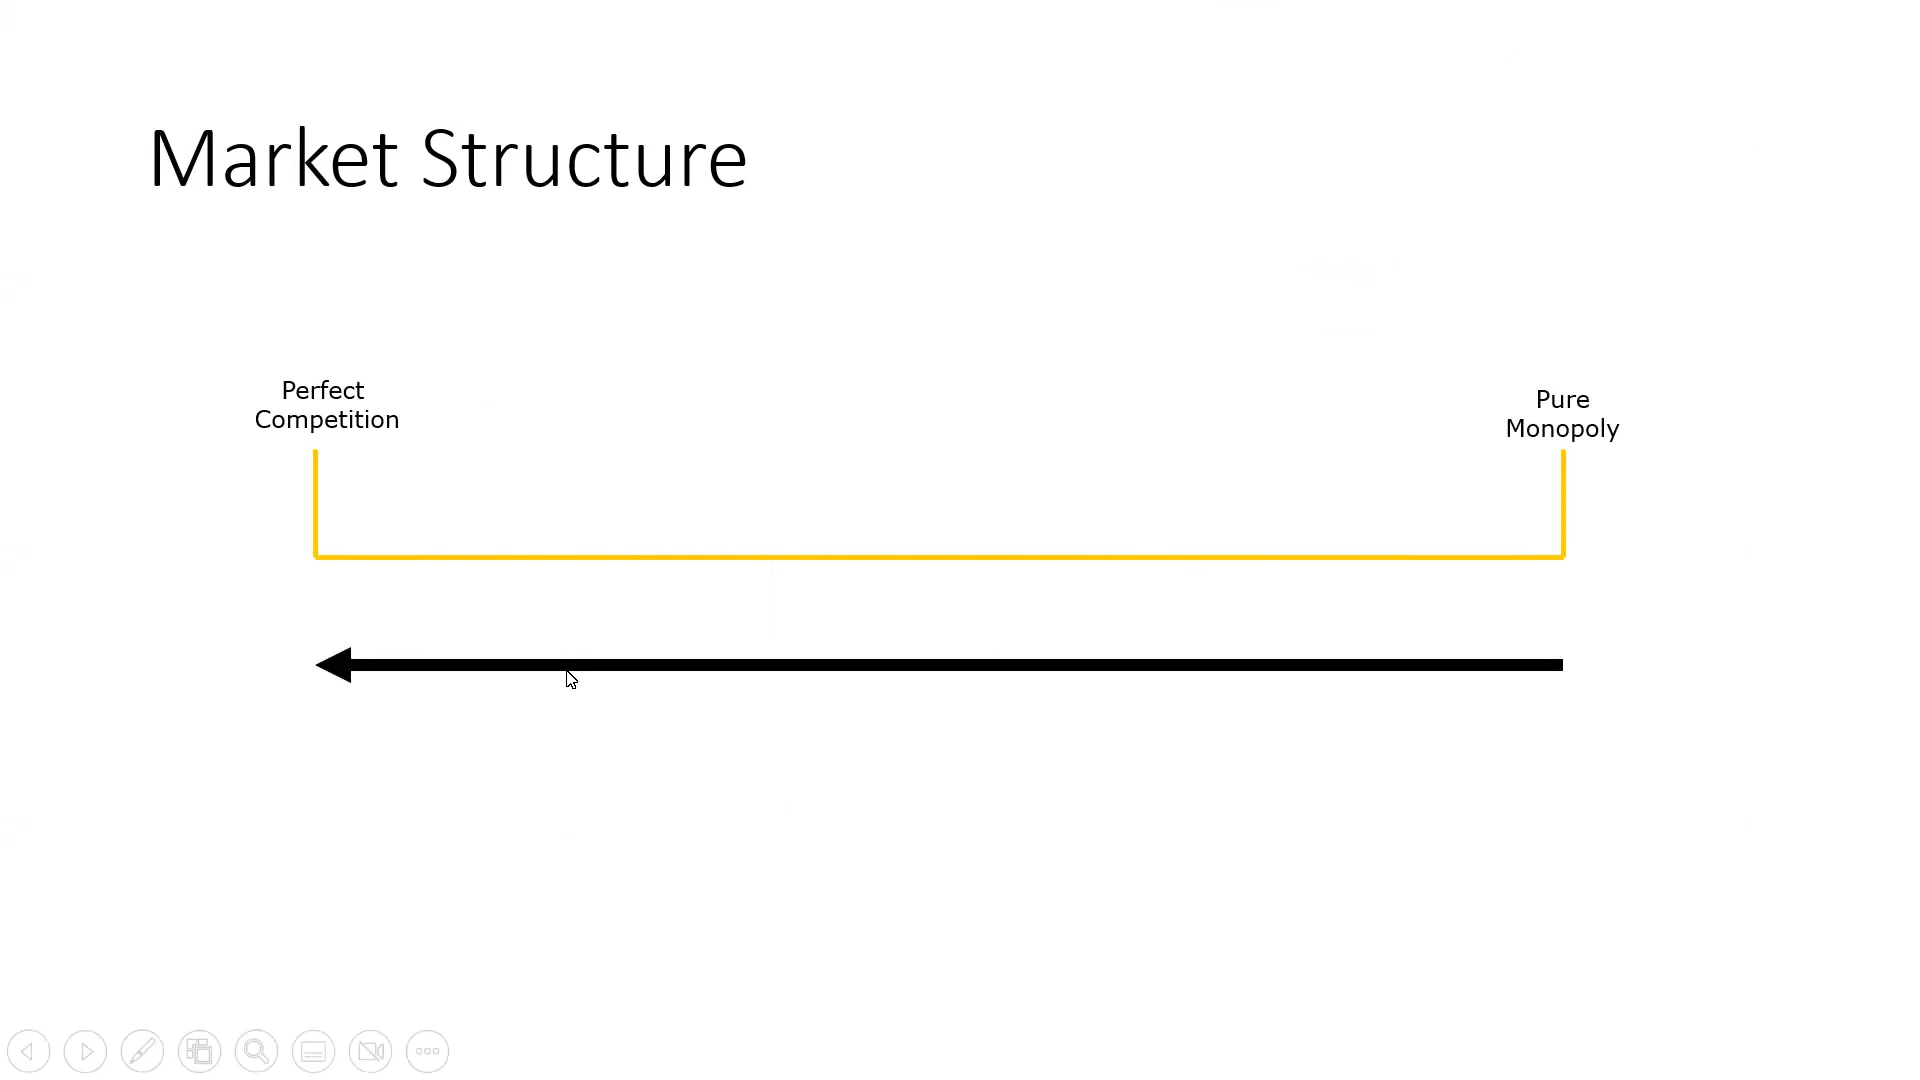 Market Structure
Perfect
Competition
Pure
Monopoly